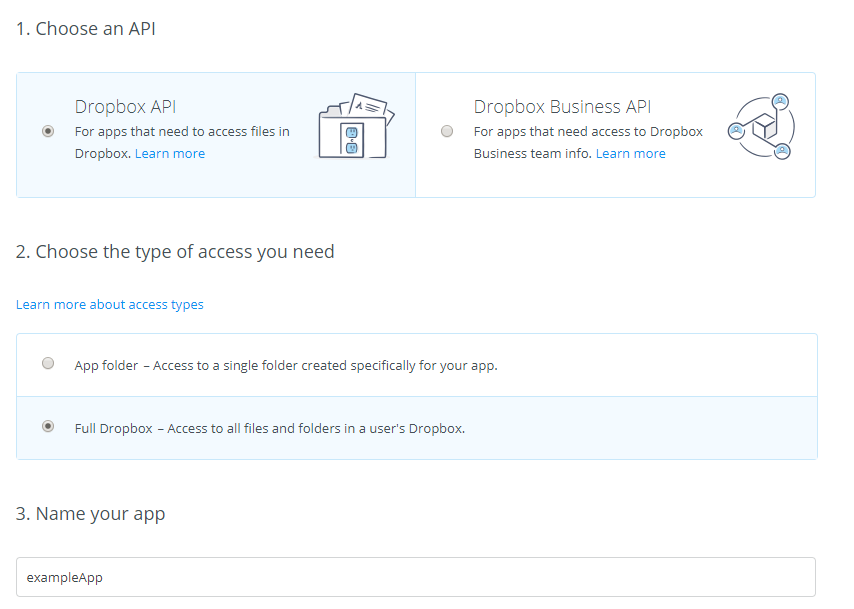 1. Choose an API
Dropbox API
For apps that need to access files in
Dropbox. Learn more
Dropbox Business API
For apps that need access to Dropbox
Business team info. Learn more
2. Choose the type of access you need
Learn more about access types
App folder – Access to a single folder created specifically for your app.
Full Dropbox – Access to all files and folders in a user's Dropbox.
3. Name your app
exampleApp